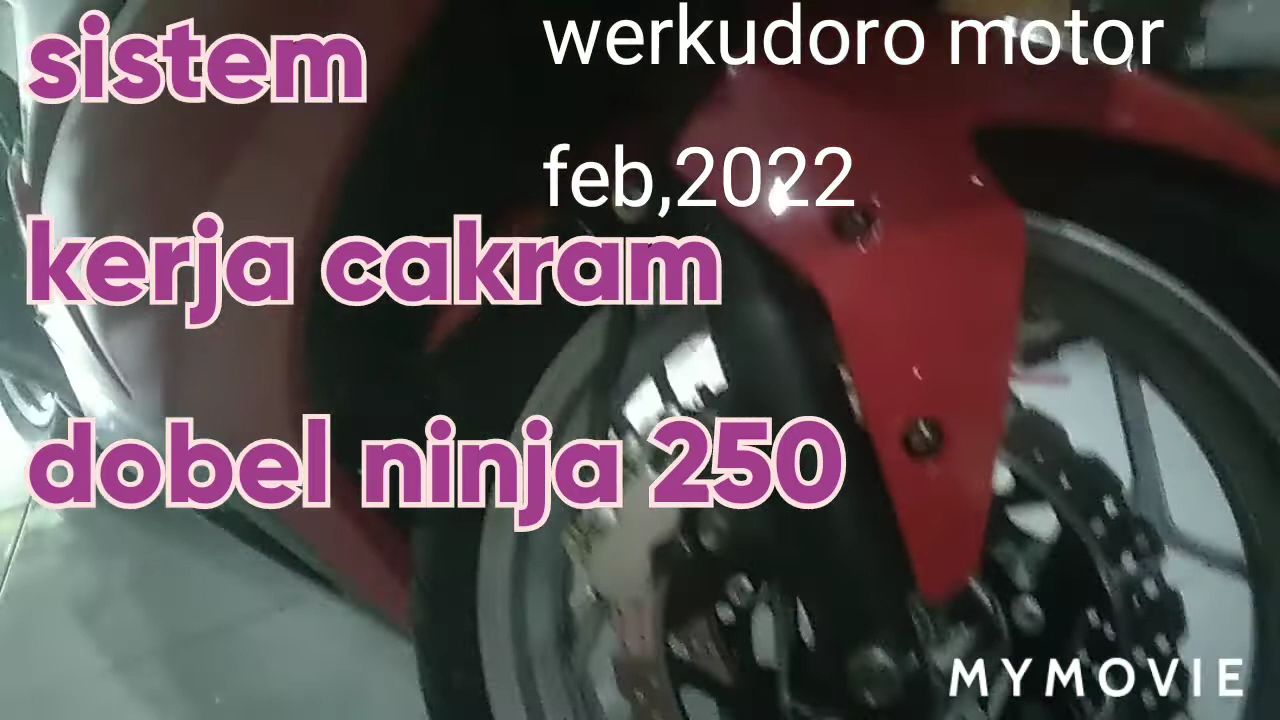 sistem
kerja cakram
dobel ninja 250
werkudoro motor
feb,2022
MYMOVIE